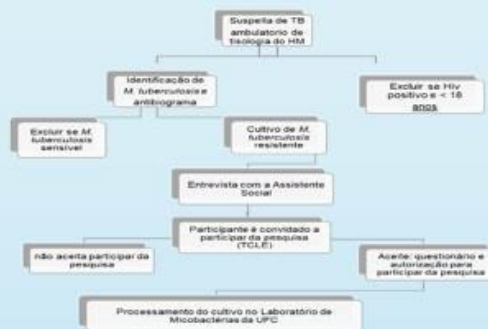 Suspeita de TB
ambulatorio de
tisiologia do HM
Identificação de
M. tuberculosis e
antibiograma
Excluir se Hiv
positivo e < 18
anos
Excluir se M.
tuberculosis
sensível
Cultivo de M.
tuberculosis
resistente
Entrevista com a Assistente
Social
Participante é convidado a
participar da pesquisa
(TCLE)
não aceita participar da
pesquisa
Aceite: questionário e
autorização para
participar da pesquisa
Processamento do cultivo no Laboratório de
Micobactérias da UFC